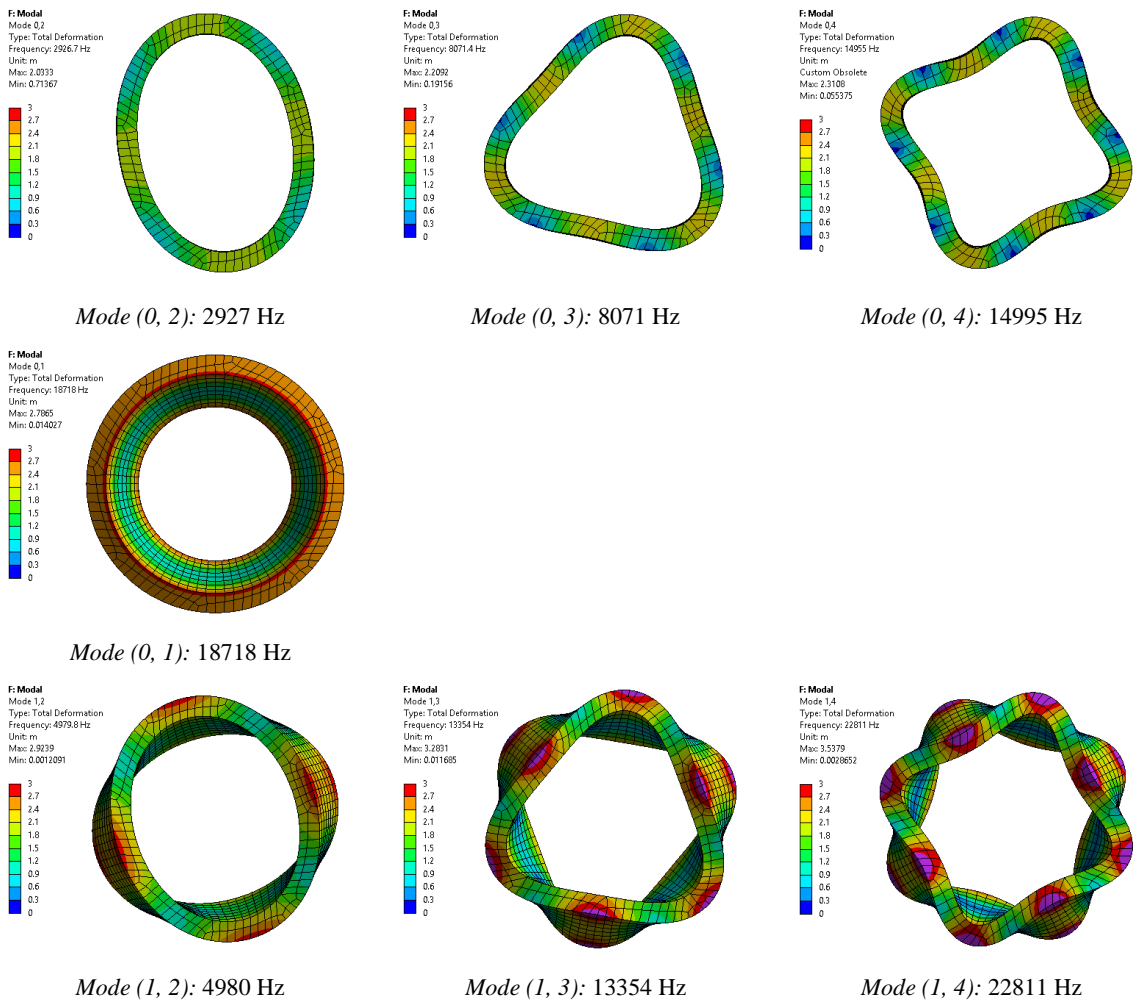 F: Modal
Mode 0,2
Type: Total Deformation
Frequency: 2926.7 Hz
Unit: m
Max: 2.0333
Min: 0.71367
3
2.7
2.4
2.1
1.8
1.5
1.2
0.9
0.6
0.3
0
Mode (0, 2): 2927 Hz
F: Modal
Mode 0,3
Type: Total Deformation
Frequency: 8071.4 Hz
Unit: m
Max: 2.2092
Min: 0.19156
3
2.7
2.4
2.1
1.8
1.5
1.2
0.9
0.6
0.3
0
Mode (0, 3): 8071 Hz
F: Modal
Mode 0,4
Type: Total Deformation
Frequency: 14955 Hz
Unit: m
Custom Obsolete
Max: 2.3108
Min: 0.055375
3
2.7
2.4
2.1
1.8
1.5
1.2
0.9
0.6
0.3
0
Mode (0, 4): 14995 Hz
F: Modal
Mode 0,1
Type: Total Deformation
Frequency: 18718 Hz
Unit: m
Max: 2.7865
Min: 0.014027
3
2.7
2.4
2.1
1.8
1.5
1.2
0.9
0.6
0.3
0
Mode (0, 1): 18718 Hz
F: Modal
Mode 1,2
Type: Total Deformation
Frequency: 4979.8 Hz
Unit: m
Max: 2.9239
Min: 0.0012091
3
2.7
2.4
2.1
1.8
1.5
1.2
0.9
0.6
0.3
0
Mode (1, 2): 4980 Hz
F: Modal
Mode 1,3
Type: Total Deformation
Frequency: 13354 Hz
Unit: m
Max: 3.2831
Min: 0.011685
3
2.7
2.4
2.1
1.8
1.5
1.2
0.9
0.6
0.3
0
Mode (1, 3): 13354 Hz
F: Modal
Mode 1,4
Type: Total Deformation
Frequency: 22811 Hz
Unit: m
Max: 3.5379
Min: 0.0028652
3
2.7
2.4
2.1
1.8
1.5
1.2
0.9
0.6
0.3
0
Mode (1, 4): 22811 Hz